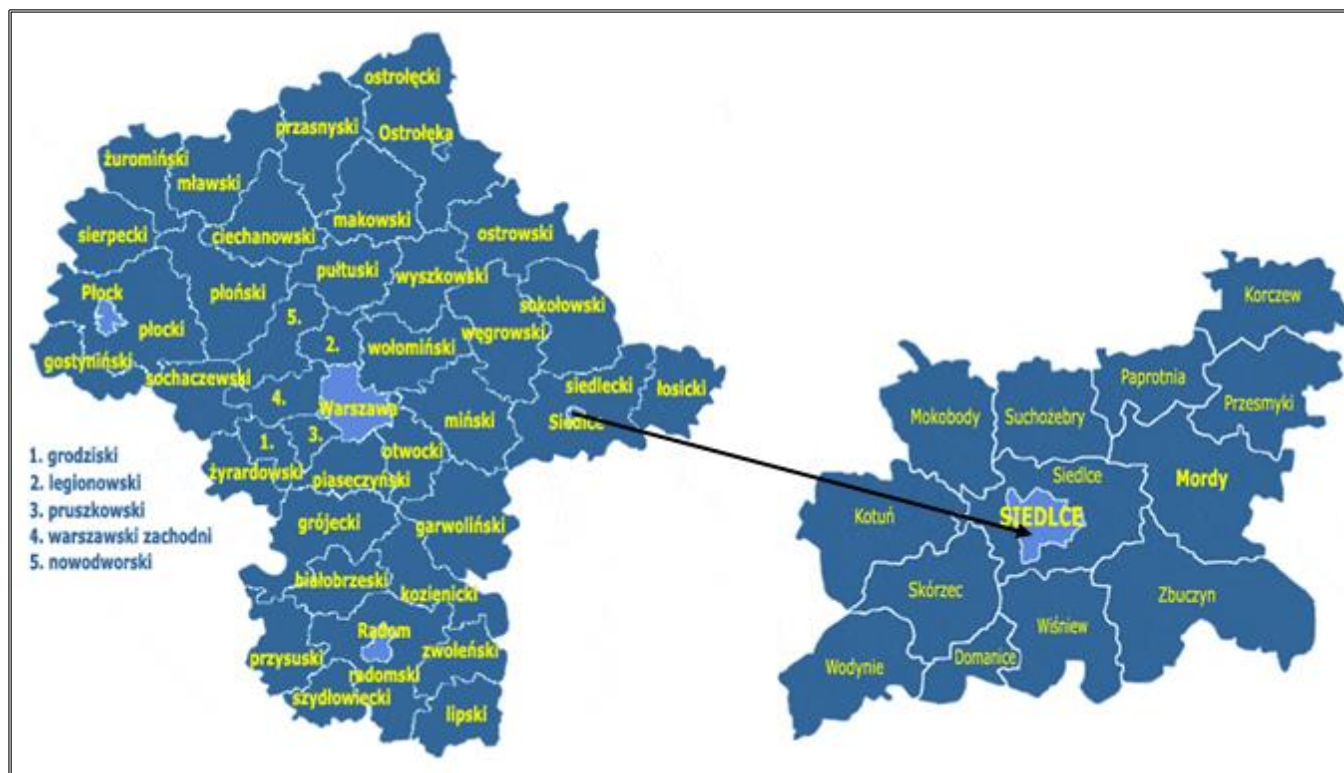 ostrołęcki
przasnyski
Ostrołęka
żuromiński
mławski
makowski
sierpecki
ciechanowski
ostrowski
pułtuski
wyszkowski
Płock
płoński
sokołowski
5.
płocki
węgrowski
2.
wołomiński
gostyniński
sochaczewski
siedlecki
łosicki
4.
Warszawa
miński
Siedlce
3.
1.
otwocki
żyrardowski
piaseczyński
grójecki
garwoliński
białobrzeski
kozienicki
Radom
zwoleński
przysuski
radomski
szydłowiecki
lipski
1. grodziski
2. legionowski
3. pruszkowski
4. warszawski zachodni
5. nowodworski
Korczew
Paprotnia
Przesmyki
Mokobody
Suchożebry
Siedlce
Mordy
Kotuń
SIEDLCE
Skórzec
Zbuczyn
Wiśniew
Domanice
Wodynie